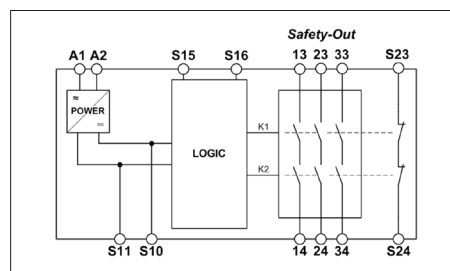 Safety-Out
A1 A2 S15 S16 13 23 33 S23
≈
POWER
=
LOGIC
K1
K2
S11 S10 14 24 34 S24